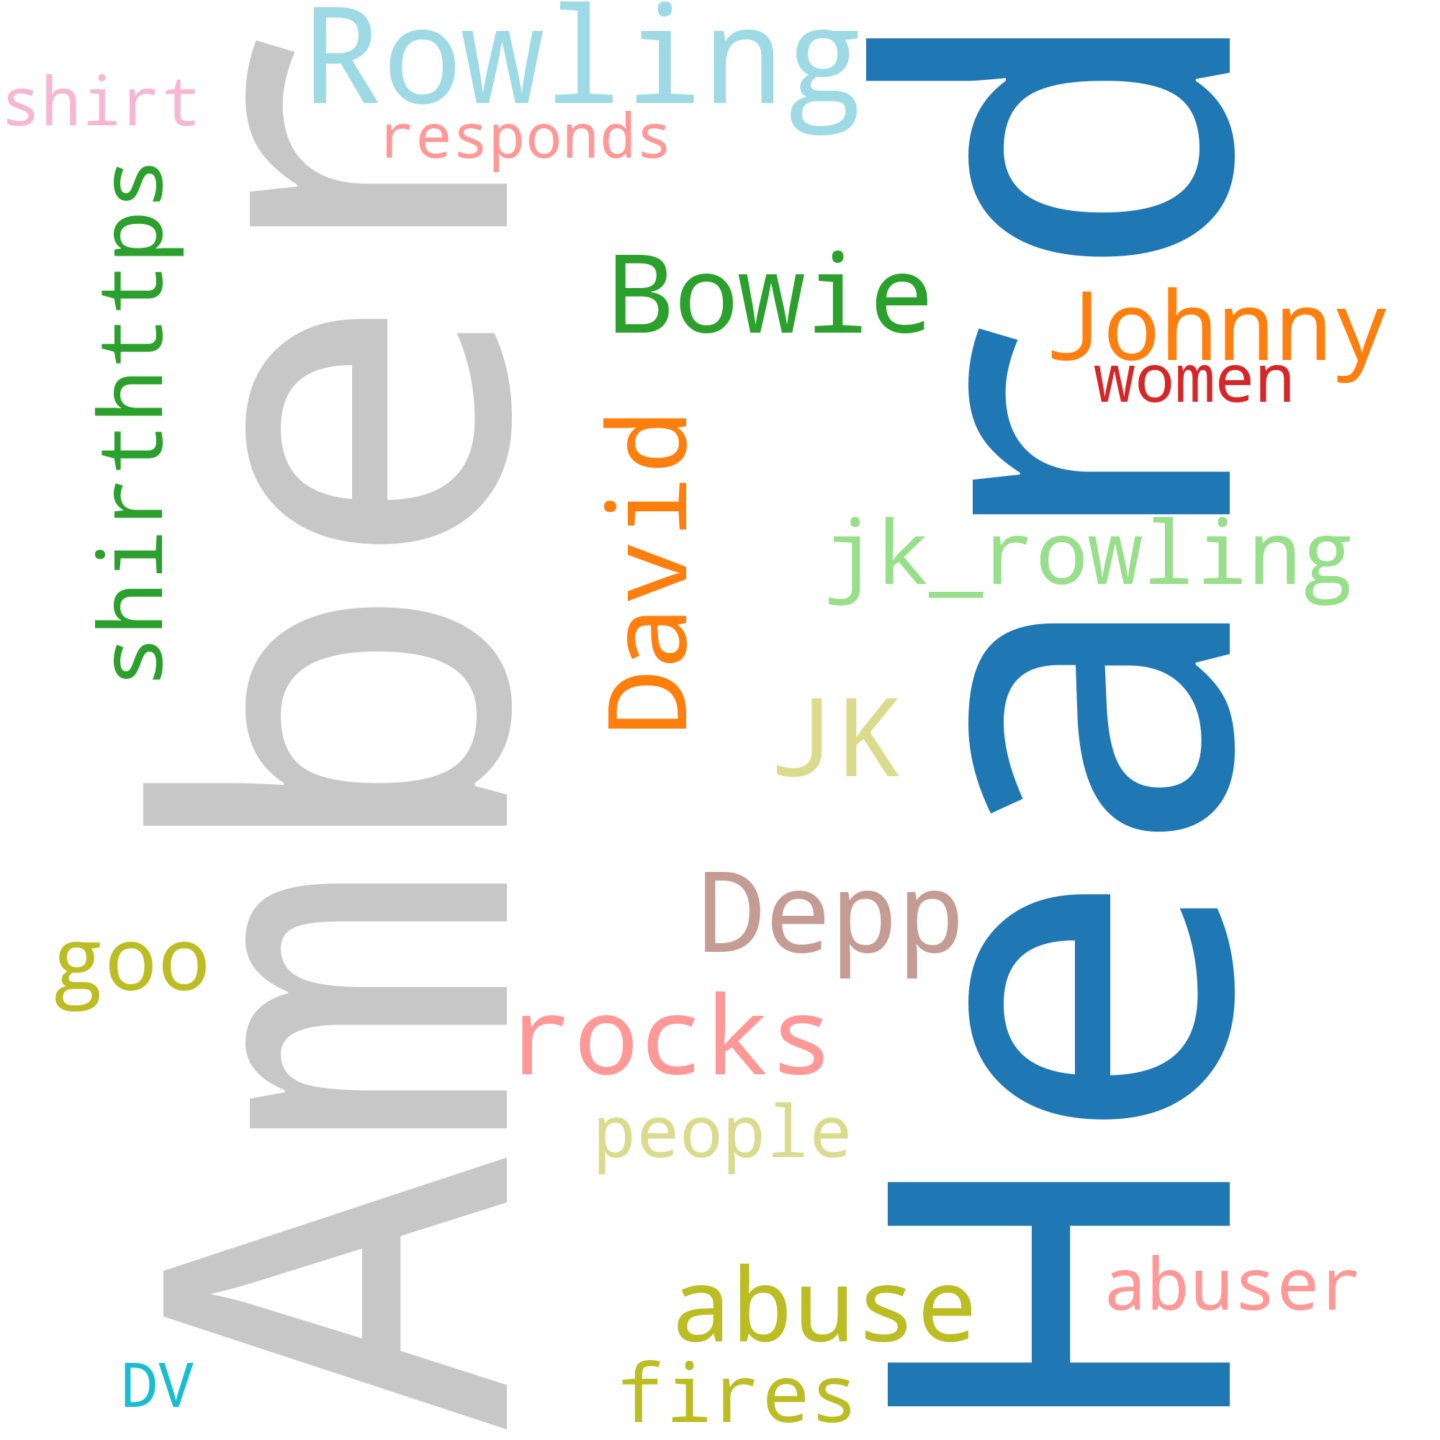 Rowling
shirt
responds
Amber
Heard
shirthttps
Bowie
Johnny
women
David
jk_rowling
JK
Depp
goo
rocks
people
abuse
abuser
DV
fires